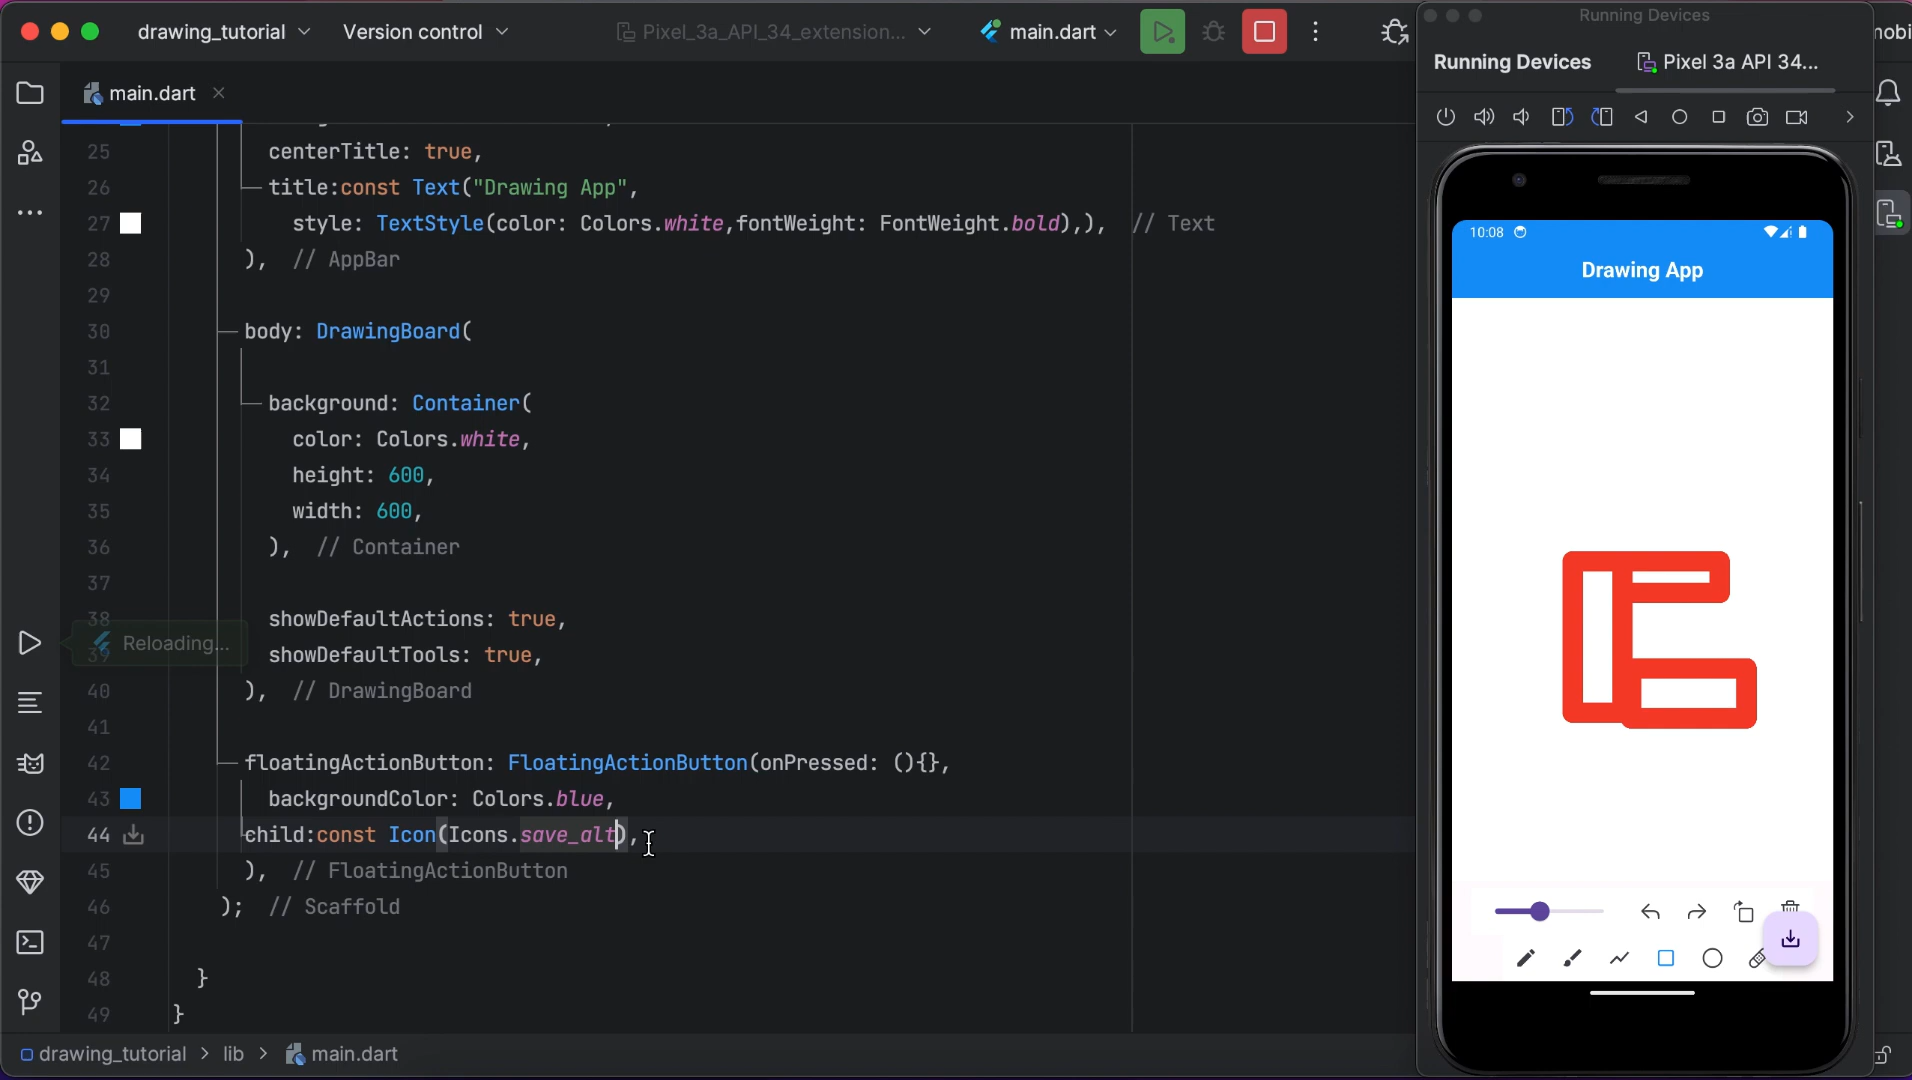 drawing_tutorial
Version control
Pixel_3a_API_34_extension...
main.dart
Running Devices
Running Devices
Pixel 3a API 34...
main.dart
25 centerTitle: true,
26 title:const Text("Drawing App",
27 style: TextStyle(color: Colors.white,fontWeight: FontWeight.bold),), // Text
28 ), // AppBar
29
30 body: DrawingBoard(
31
32 background: Container(
33 color: Colors.white,
34 height: 600,
35 width: 600,
36 ), // Container
37
38 showDefaultActions: true,
Reloading...
39 showDefaultTools: true,
40 ), // DrawingBoard
41
42 floatingActionButton: FloatingActionButton(onPressed: (){},
43 backgroundColor: Colors.blue,
44 child:const Icon(Icons.save_alt),
45 ), // FloatingActionButton
46 ); // Scaffold
47
48 }
49 }
drawing_tutorial > lib > main.dart
10:08
Drawing App